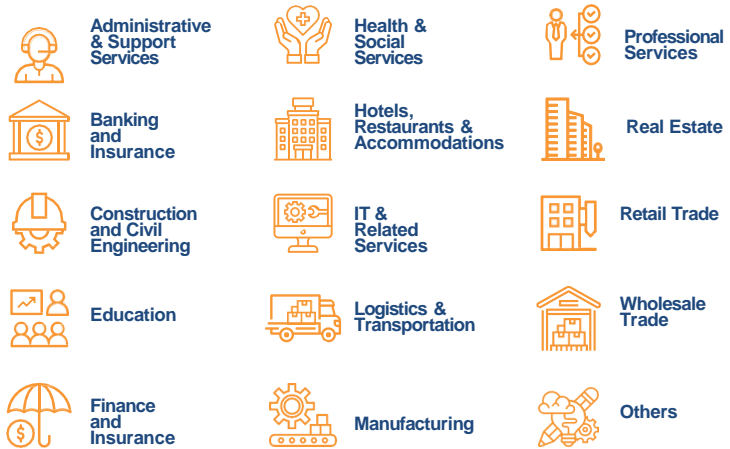 Administrative
& Support
Services
Banking
and
Insurance
Construction
and Civil
Engineering
Education
Finance
and
Insurance
Health &
Social
Services
Hotels,
Restaurants &
Accommodations
IT &
Related
Services
Logistics &
Transportation
Manufacturing
Professional
Services
Real Estate
Retail Trade
Wholesale
Trade
Others